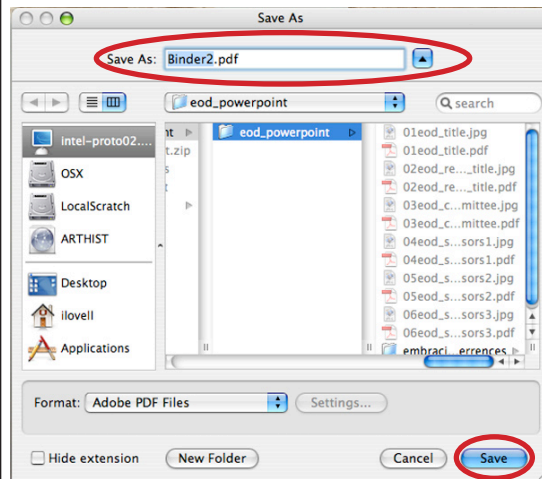 Save As
Save As: Binder2.pdf
eod_powerpoint
search
intel-proto02....
OSX
LocalScratch
ARTHIST
Desktop
ilovell
Applications
t.zip
eod_powerpoint
01eod_title.jpg
01eod_title.pdf
02eod_re..._title.jpg
02eod_re..._title.pdf
03eod_c...mittee.jpg
03eod_c...mittee.pdf
04eod_s...sors1.jpg
04eod_s...sors1.pdf
05eod_s...sors2.jpg
05eod_s...sors2.pdf
06eod_s...sors3.jpg
06eod_s...sors3.pdf
embraci...errences
Format: Adobe PDF Files
Settings...
Hide extension
New Folder
Cancel
Save